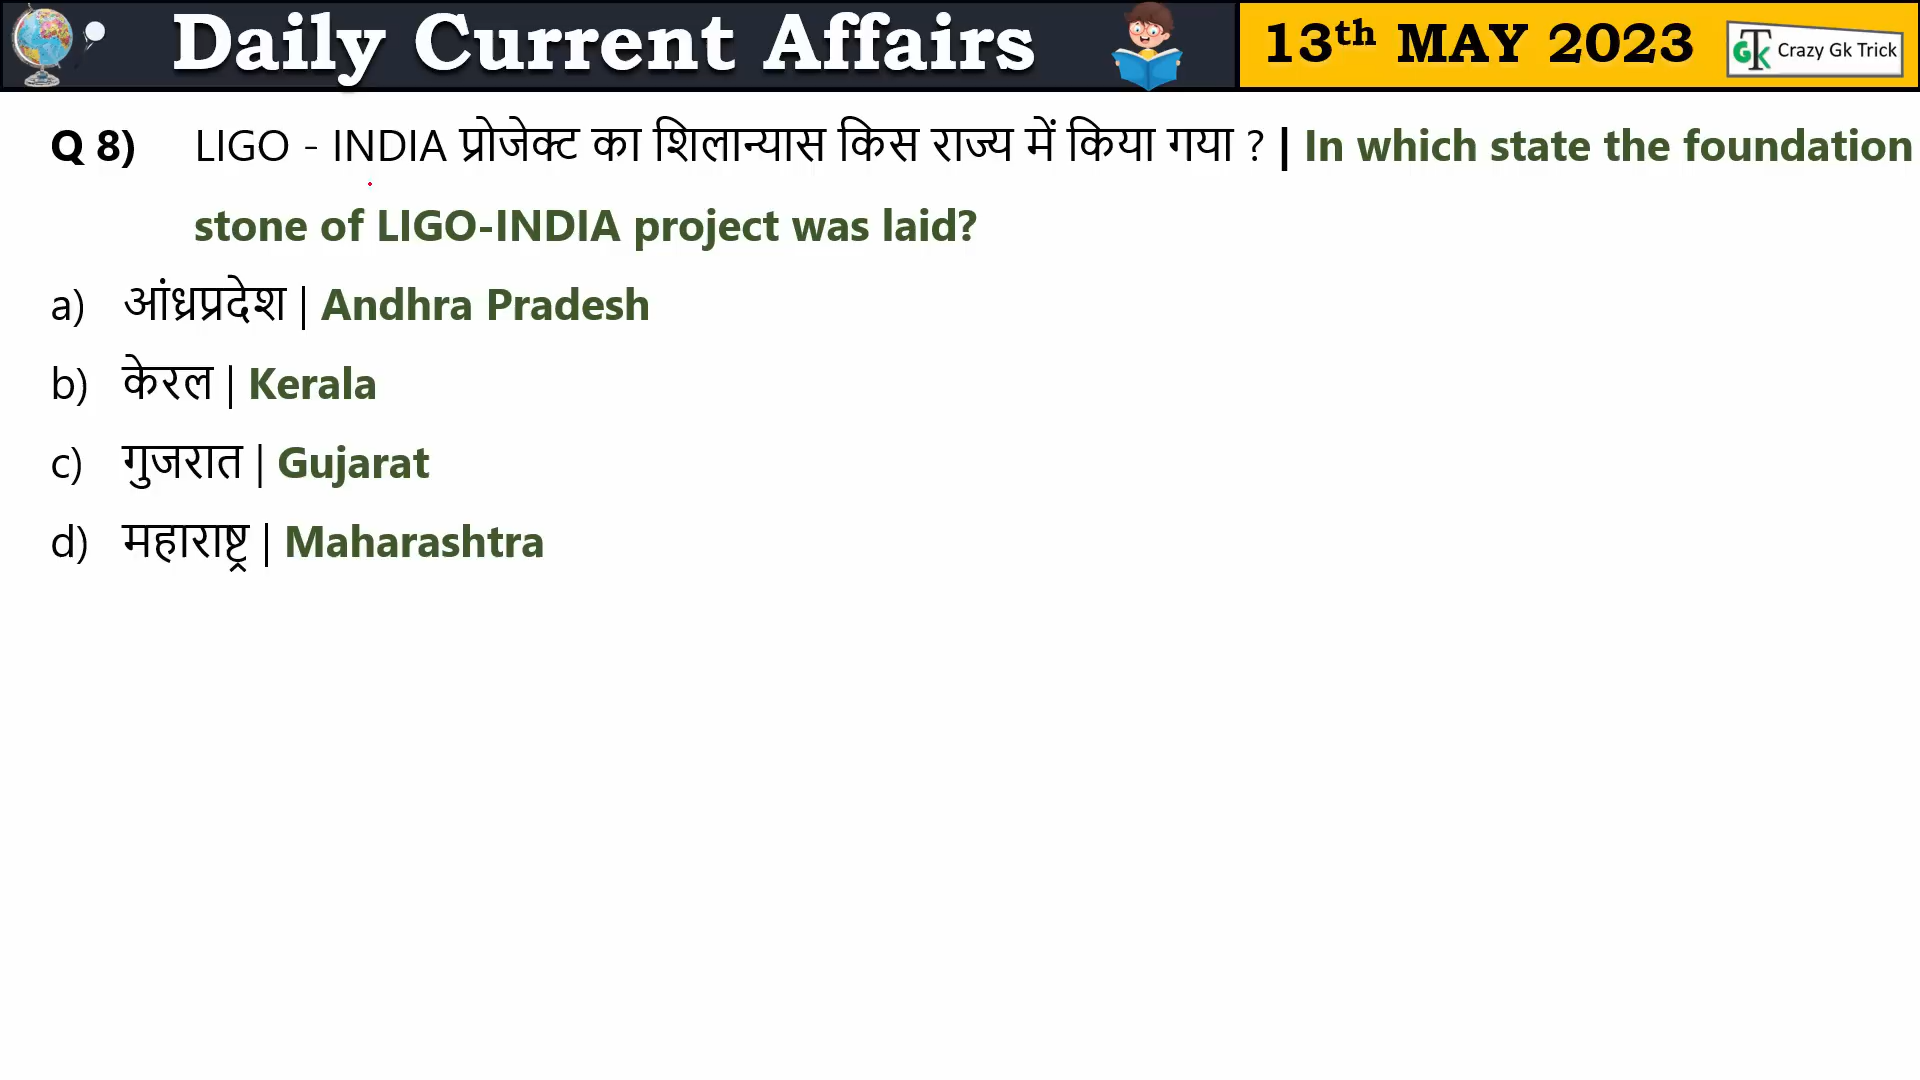 Daily Current Affairs
13th MAY 2023
GTK Crazy Gk Trick
Q 8) LIGO - INDIA प्रोजेक्ट का शिलान्यास किस राज्य में किया गया ? | In which state the foundation
stone of LIGO-INDIA project was laid?
a) आंध्रप्रदेश | Andhra Pradesh
b) केरल | Kerala
c) गुजरात | Gujarat
d) महाराष्ट्र | Maharashtra